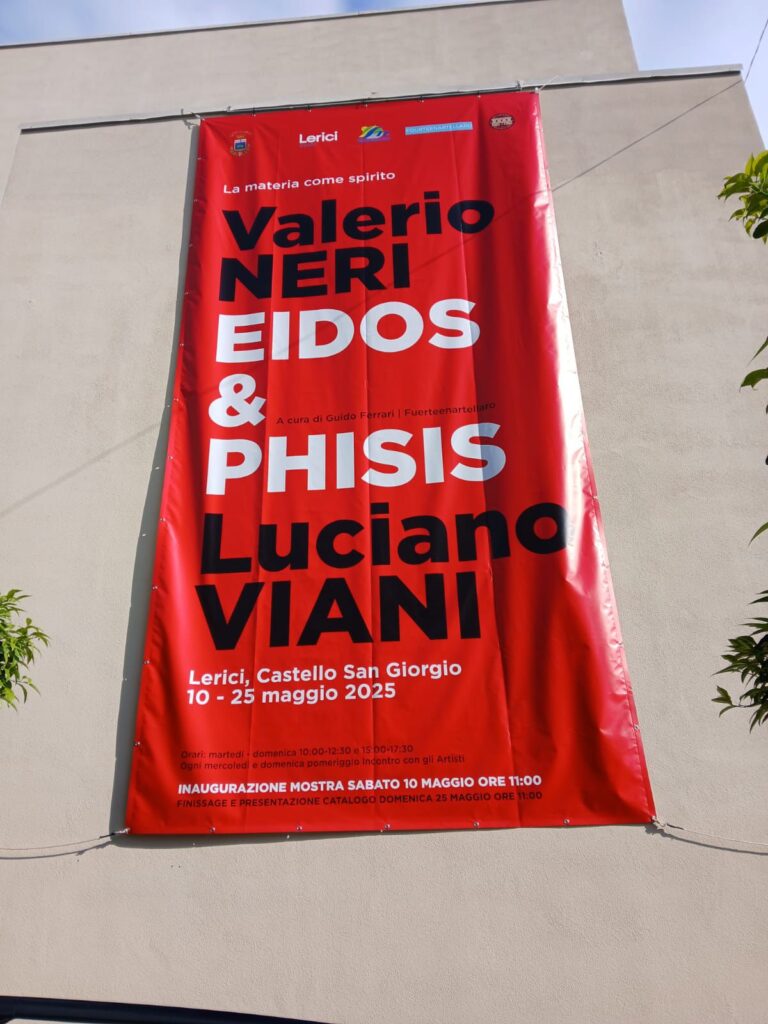 Lerici
FOURTEENARTELLARO
La materia come spirito
Valerio
NERI
EIDOS
&
A cura di Guido Ferrari | Fuerteenartellaro
PHISIS
Luciano
VIANI
Lerici, Castello San Giorgio
10 - 25 maggio 2025
Orari: martedì - domenica 10:00-12:30 e 15:00-17:30
Ogni mercoledì e domenica pomeriggio incontro con gli Artisti
INAUGURAZIONE MOSTRA SABATO 10 MAGGIO ORE 11:00
FINISSAGE E PRESENTAZIONE CATALOGO DOMENICA 25 MAGGIO ORE 11:00